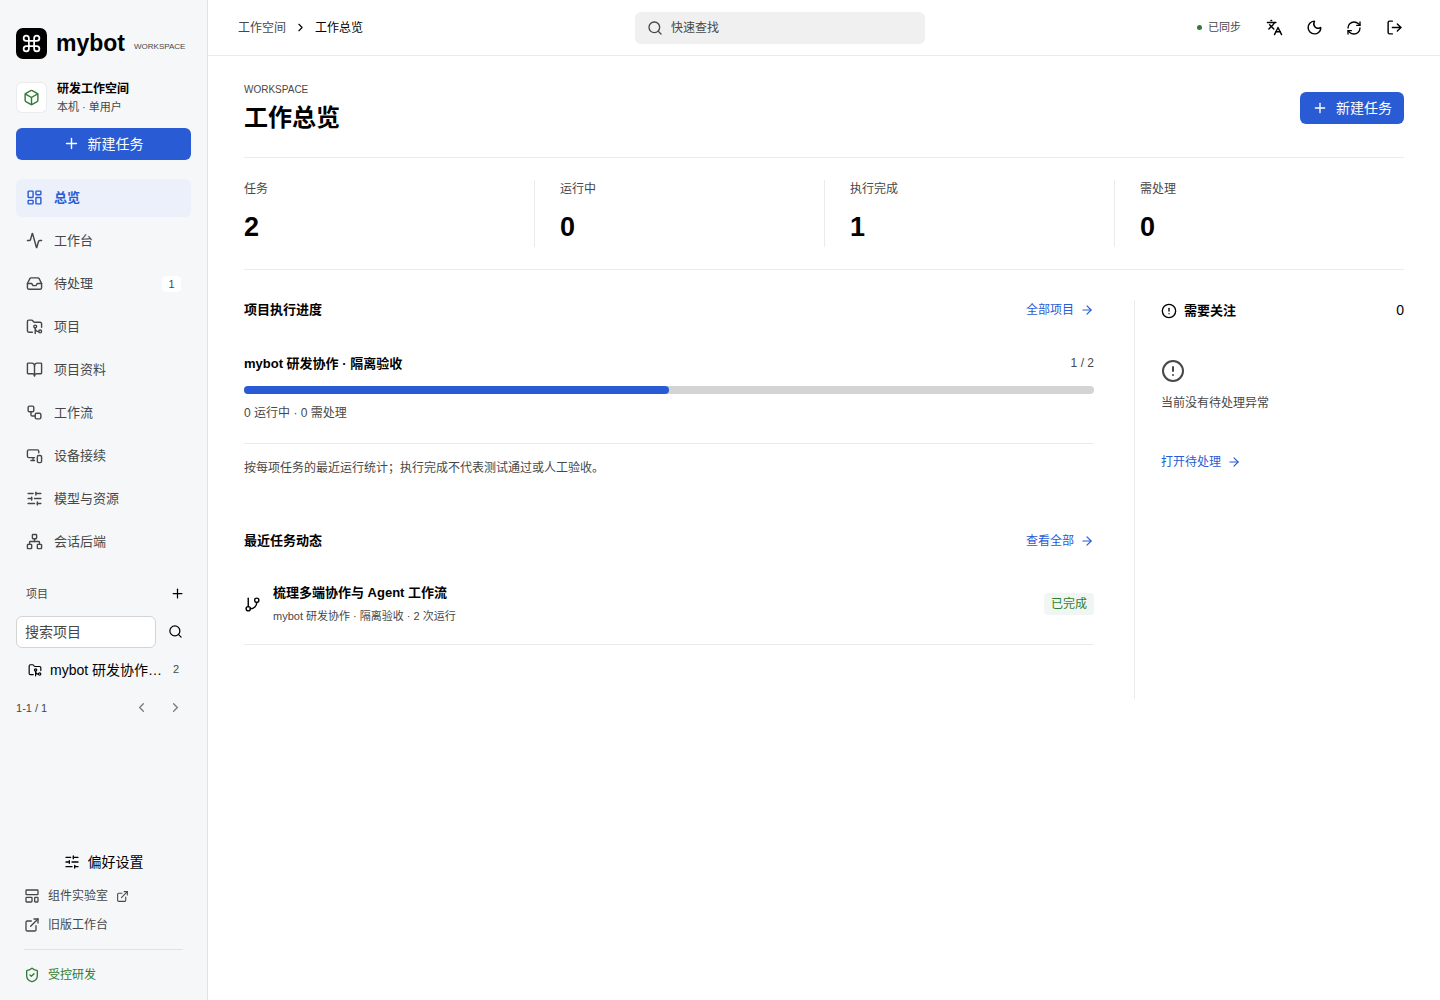 mybot WORKSPACE
研发工作空间
本机 · 单用户
新建任务
总览
工作台
待处理 1
项目
项目资料
工作流
设备接续
模型与资源
会话后端
项目
搜索项目
mybot 研发协作… 2
1-1 / 1
偏好设置
组件实验室
旧版工作台
受控研发
工作空间 工作总览
快速查找
已同步
WORKSPACE
工作总览
新建任务
任务
2
运行中
0
执行完成
1
需处理
0
项目执行进度 全部项目
mybot 研发协作 · 隔离验收 1 / 2
0 运行中 · 0 需处理
按每项任务的最近运行统计；执行完成不代表测试通过或人工验收。
最近任务动态 查看全部
梳理多端协作与 Agent 工作流
mybot 研发协作 · 隔离验收 · 2 次运行
已完成
需要关注 0
当前没有待处理异常
打开待处理